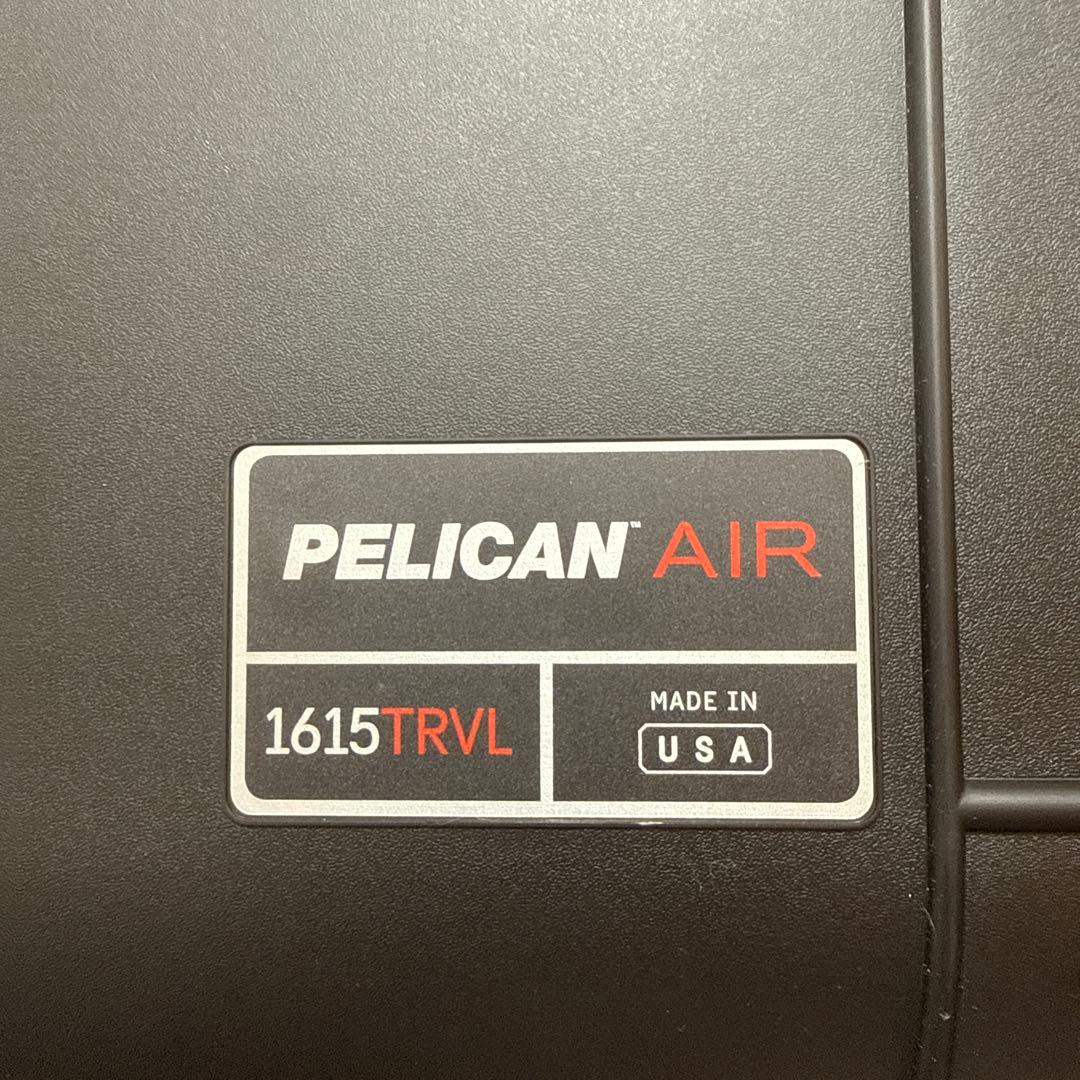 PELICAN™ AIR
1615TRVL
MADE IN
USA